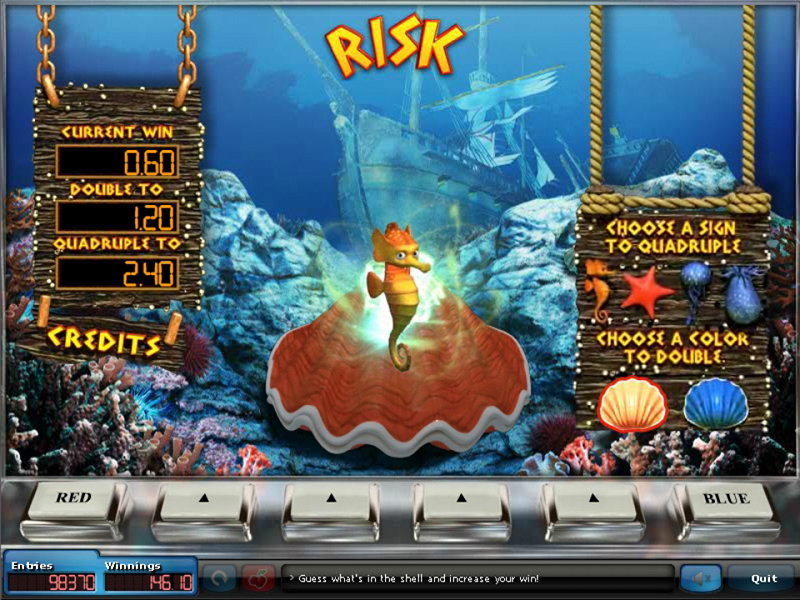 RISK
CURRENT WIN
0.60
DOUBLE TO
1.20
QUADRUPLE TO
2.40
CREDITS
CHOOSE A SIGN
TO QUADRUPLE
CHOOSE A COLOR
TO DOUBLE
RED
BLUE
Entries
98370
Winnings
146.10
> Guess what's in the shell and increase your win!
Quit